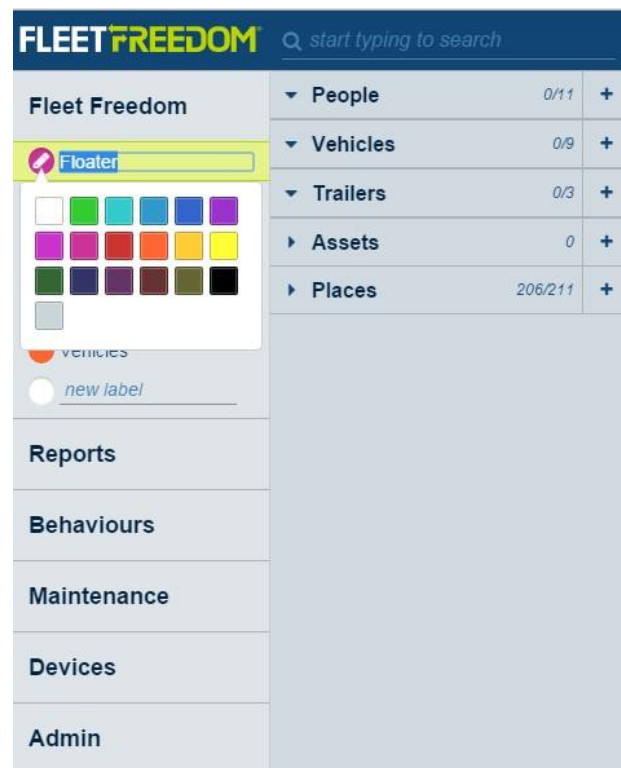 FLEETFREEDOM
start typing to search
Fleet Freedom
Floater
vehicles
new label
Reports
Behaviours
Maintenance
Devices
Admin
People 0/11 +
Vehicles 0/9 +
Trailers 0/3 +
Assets 0 +
Places 206/211 +